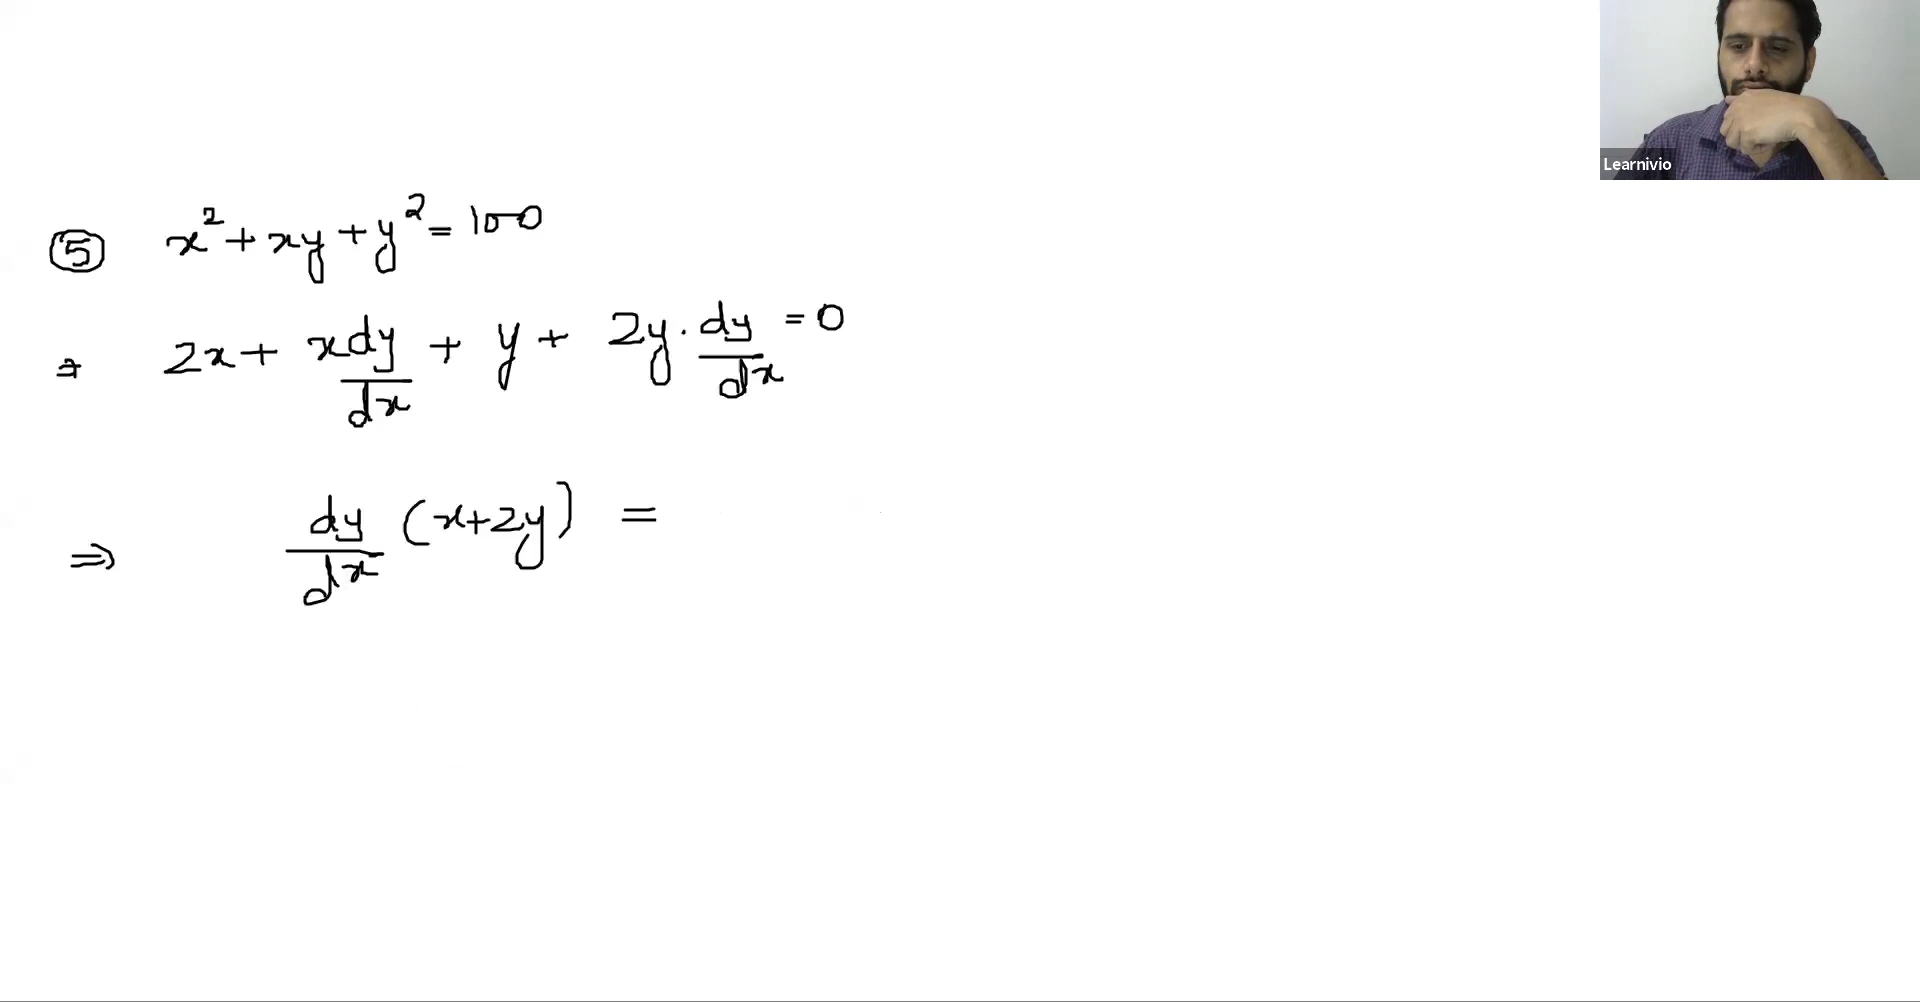 Learnivio
⑤ x² + xy + y² = 100
⇒ 2x + x dy/dx + y + 2y · dy/dx = 0
⇒ dy/dx (x+2y) =